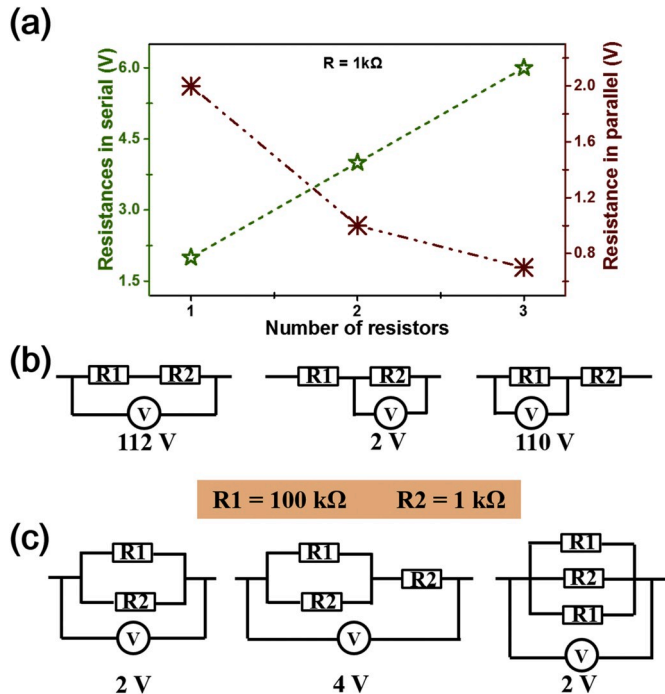 (a)
R = 1kΩ
Resistances in serial (V)
6.0
4.5
3.0
1.5
Resistance in parallel (V)
2.0
1.6
1.2
0.8
1 2 3
Number of resistors
(b)
R1 R2 R1 R2 R1 R2
V V V
112 V 2 V 110 V
R1 = 100 kΩ R2 = 1 kΩ
(c)
R1 R1 R1
R2 R2 R2 R2
R1
V V V
2 V 4 V 2 V